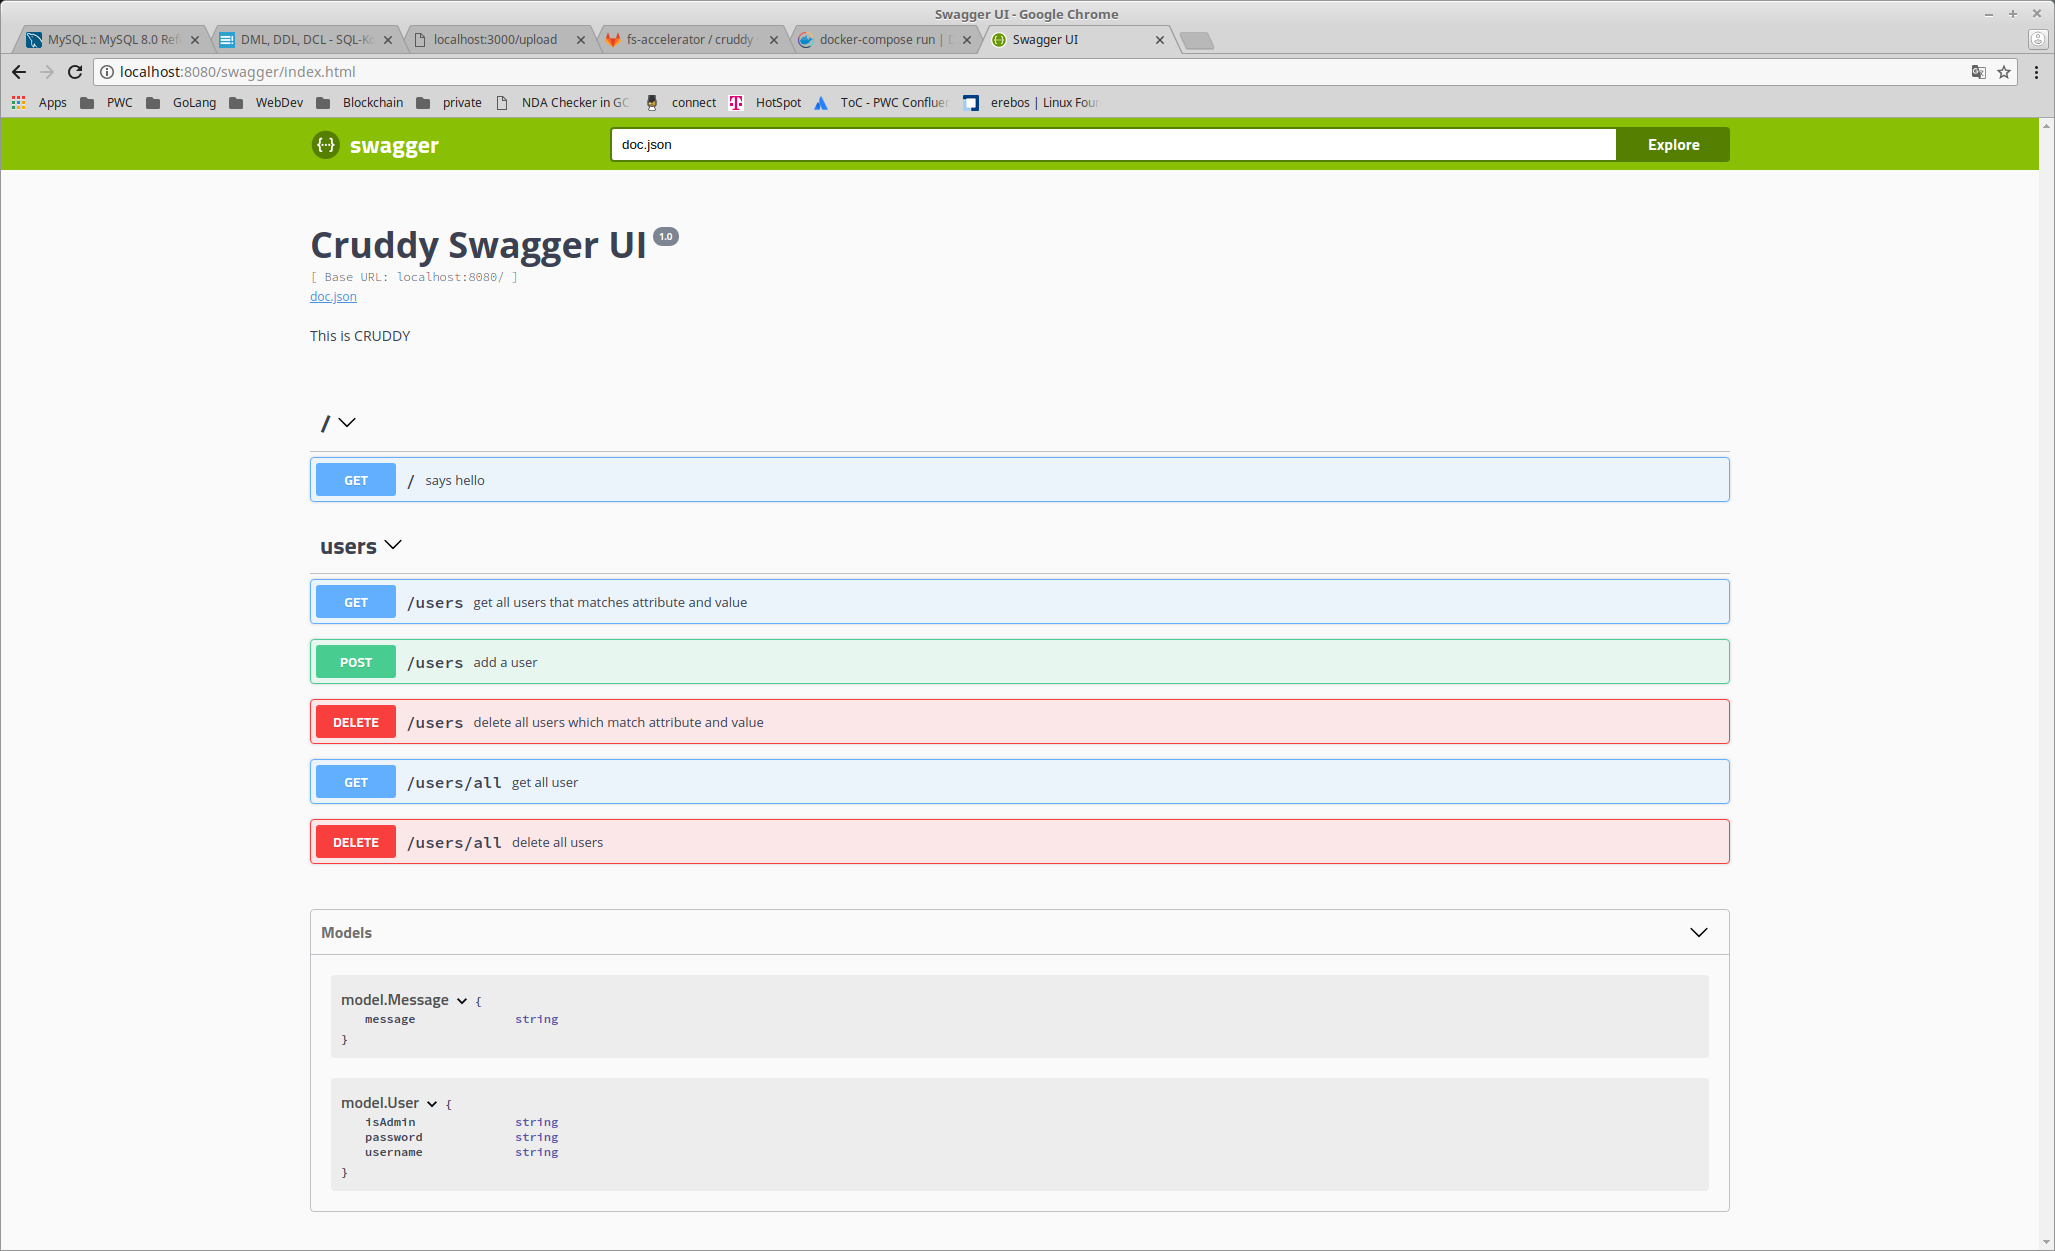 Swagger UI - Google Chrome
MySQL :: MySQL 8.0 Ref
DML, DDL, DCL - SQL-Ko
localhost:3000/upload
fs-accelerator / cruddy
docker-compose run |
Swagger UI
localhost:8080/swagger/index.html
Apps PWC GoLang WebDev Blockchain private NDA Checker in GC connect HotSpot ToC - PWC Confluen erebos | Linux Foun
swagger
doc.json
Explore
Cruddy Swagger UI 1.0
[ Base URL: localhost:8080/ ]
doc.json
This is CRUDDY
/
GET / says hello
users
GET /users get all users that matches attribute and value
POST /users add a user
DELETE /users delete all users which match attribute and value
GET /users/all get all user
DELETE /users/all delete all users
Models
model.Message {
message string
}
model.User {
isAdmin string
password string
username string
}